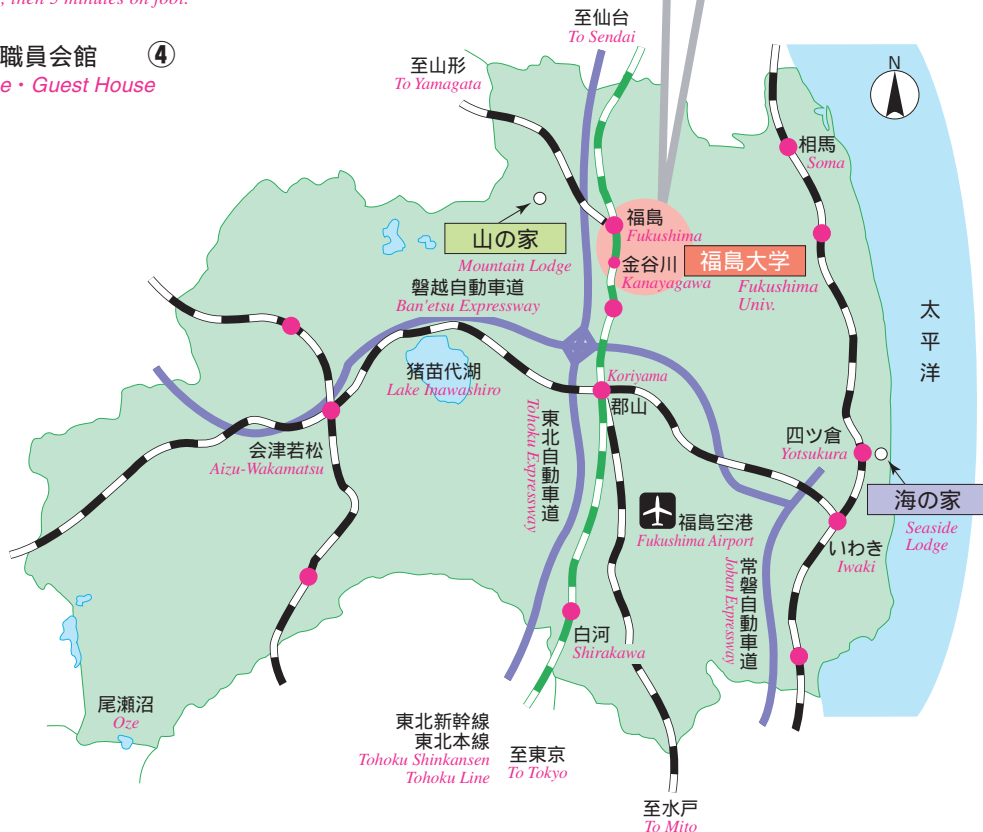 , then 5 minutes on foot.
職員会館 ④
e・Guest House
至仙台
To Sendai
至山形
To Yamagata
N
相馬
Soma
福島
Fukushima
山の家
Mountain Lodge
金谷川
Kanayagawa
福島大学
Fukushima
Univ.
磐越自動車道
Ban'etsu Expressway
太平洋
猪苗代湖
Lake Inawashiro
Koriyama
郡山
東北自動車道
Tohoku Expressway
会津若松
Aizu-Wakamatsu
四ツ倉
Yotsukura
海の家
Seaside
Lodge
福島空港
Fukushima Airport
いわき
Iwaki
常磐自動車道
Joban Expressway
白河
Shirakawa
尾瀬沼
Oze
東北新幹線
東北本線
Tohoku Shinkansen
Tohoku Line
至東京
To Tokyo
至水戸
To Mito